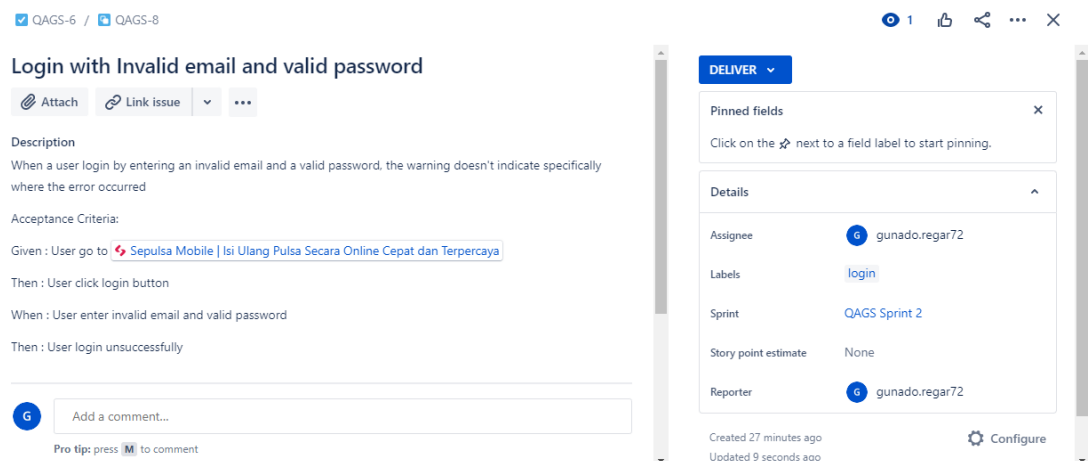 QAGS-6 / QAGS-8
1
Login with Invalid email and valid password
Attach
Link issue
Description
When a user login by entering an invalid email and a valid password, the warning doesn't indicate specifically
where the error occurred
Acceptance Criteria:
Given : User go to Sepulsa Mobile | Isi Ulang Pulsa Secara Online Cepat dan Terpercaya
Then : User click login button
When : User enter invalid email and valid password
Then : User login unsuccessfully
G
Add a comment...
Pro tip: press M to comment
DELIVER
Pinned fields
Click on the next to a field label to start pinning.
Details
Assignee
G gunado.regar72
Labels
login
Sprint
QAGS Sprint 2
Story point estimate
None
Reporter
G gunado.regar72
Created 27 minutes ago
Configure
Updated 9 seconds ago